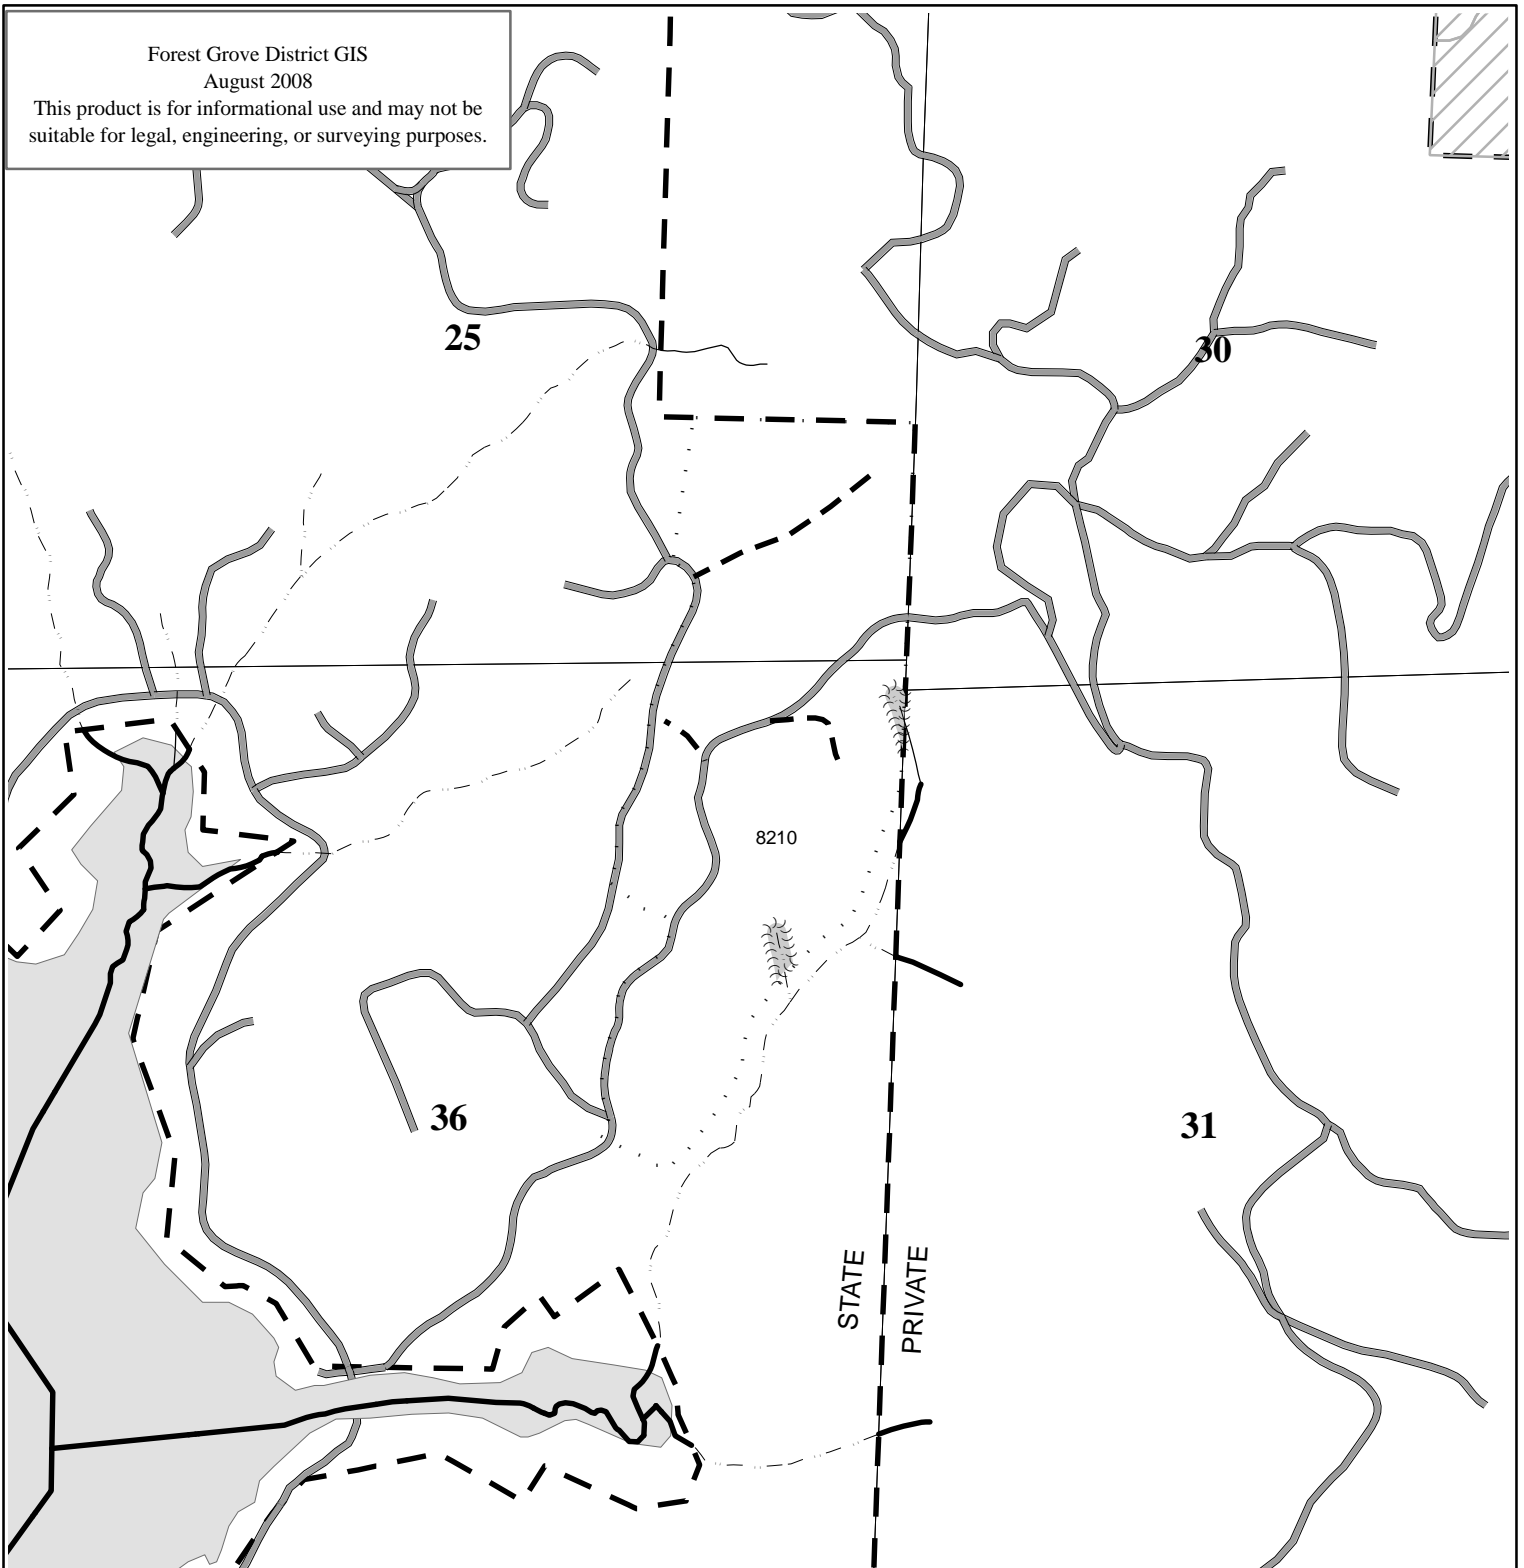 Forest Grove District GIS
August 2008
This product is for informational use and may not be
suitable for legal, engineering, or surveying purposes.
25
30
8210
36
31
STATE
PRIVATE